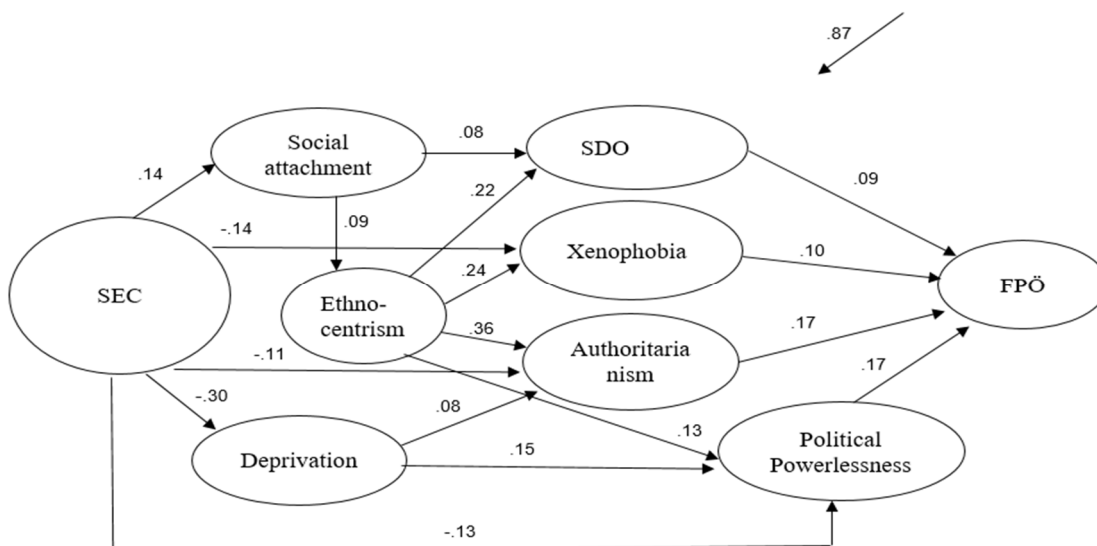 .87
Social
attachment
.08
SDO
.14
.22
.09
.09
-.14
Xenophobia
.10
SEC
.24
FPÖ
Ethno-
centrism
.36
.17
-.11
Authoritaria
nism
.17
-.30
.08
.13
Deprivation
.15
Political
Powerlessness
-.13